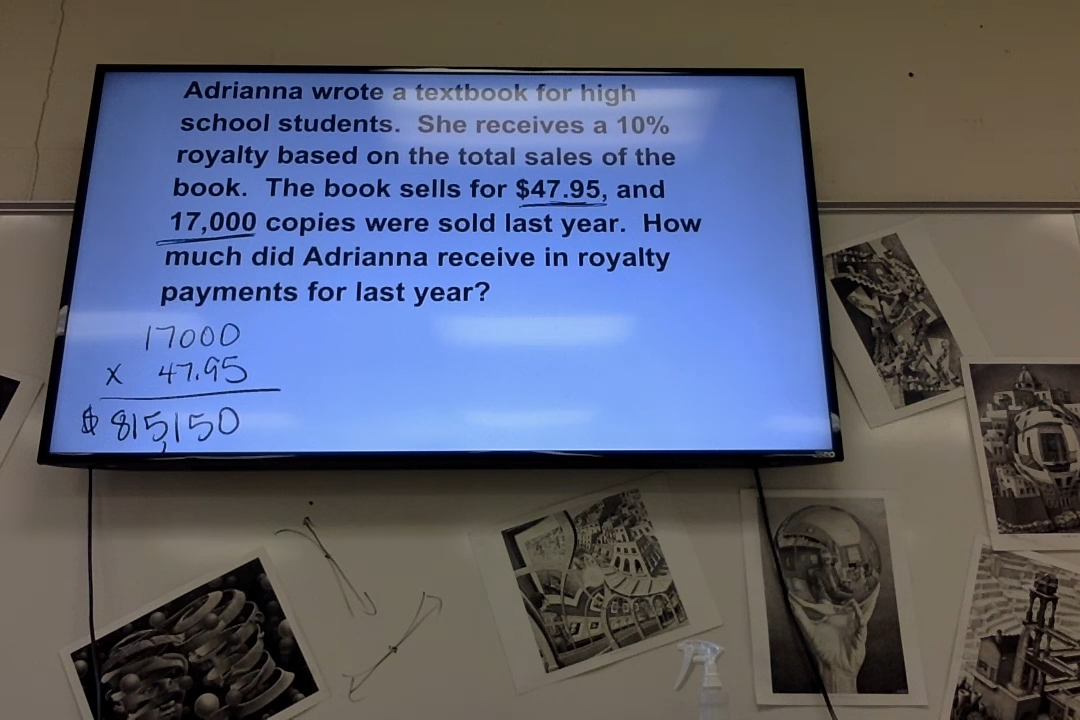 Adrianna wrote a textbook for high
school students. She receives a 10%
royalty based on the total sales of the
book. The book sells for $47.95, and
17,000 copies were sold last year. How
much did Adrianna receive in royalty
payments for last year?
17000
x 47.95
$ 815,150